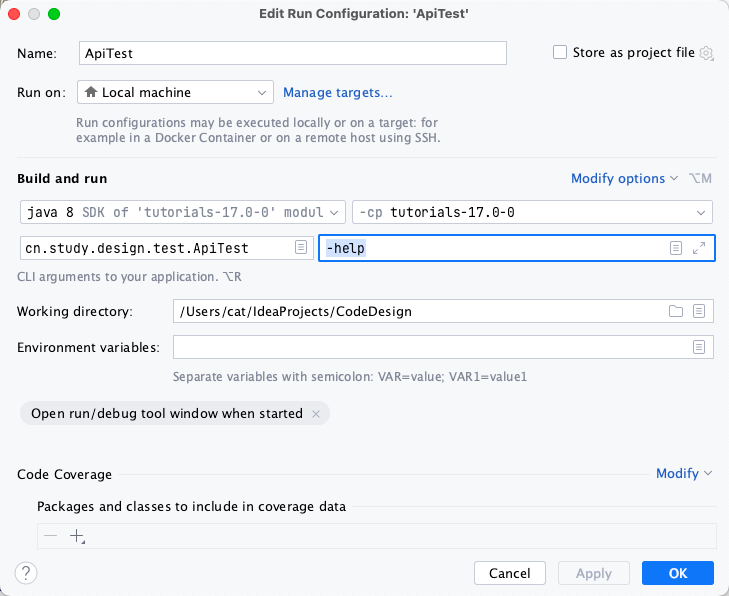 Edit Run Configuration: 'ApiTest'
Name: ApiTest Store as project file
Run on: Local machine Manage targets...
Run configurations may be executed locally or on a target: for
example in a Docker Container or on a remote host using SSH.
Build and run Modify options ⌥M
java 8 SDK of 'tutorials-17.0-0' modul -cp tutorials-17.0-0
cn.study.design.test.ApiTest -help
CLI arguments to your application. ⌥R
Working directory: /Users/cat/IdeaProjects/CodeDesign
Environment variables:
Separate variables with semicolon: VAR=value; VAR1=value1
Open run/debug tool window when started ×
Code Coverage Modify
Packages and classes to include in coverage data
? Cancel Apply OK